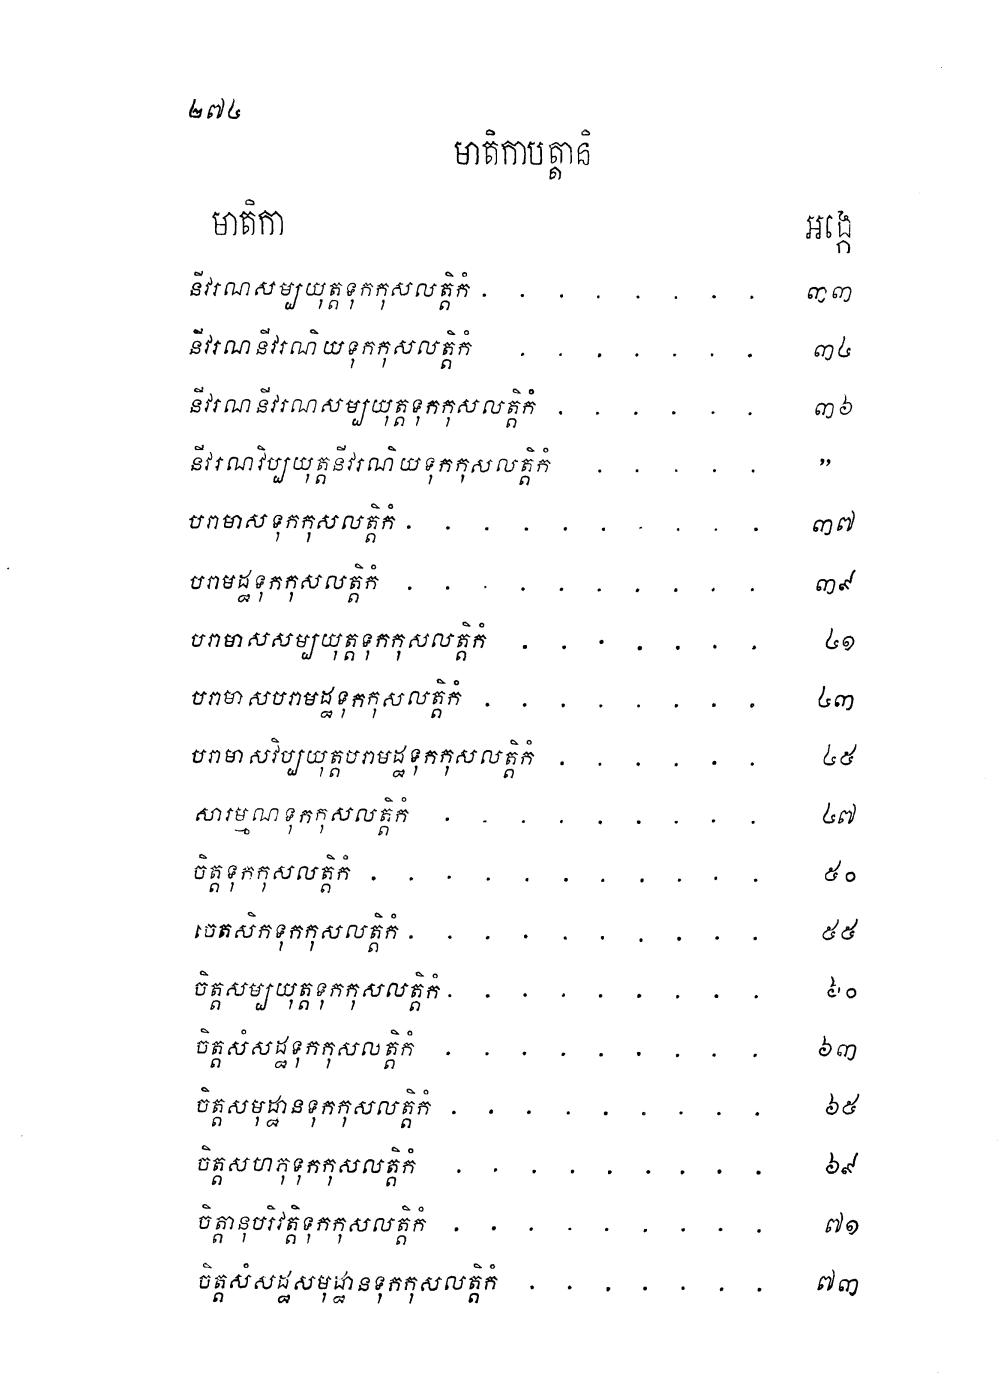 ២៧៤
មាតិកាបត្តានិ
មាតិកា អង្កេ
នីវរណសម្បយុត្តទុកកុសលត្តិកំ . . . . . . . . ៣៣
នីវរណនីវរណិយទុកកុសលត្តិកំ . . . . . . . ៣៤
នីវរណនីវរណសម្បយុត្តទុកកុសលត្តិកំ . . . . . . ៣៦
នីវរណវិប្បយុត្តនីវរណិយទុកកុសលត្តិកំ . . . . . ”
បរាមាសទុកកុសលត្តិកំ . . . . . . . . . . ៣៧
បរាមដ្ឋទុកកុសលត្តិកំ . . . . . . . . . . ៣៩
បរាមាសសម្បយុត្តទុកកុសលត្តិកំ . . . . . . . ៤១
បរាមាសបរាមដ្ឋទុកកុសលត្តិកំ . . . . . . . . ៤៣
បរាមាសវិប្បយុត្តបរាមដ្ឋទុកកុសលត្តិកំ . . . . . . ៤៥
សារម្មណទុកកុសលត្តិកំ . . . . . . . . . ៤៧
ចិត្តទុកកុសលត្តិកំ . . . . . . . . . . . ៥០
ចេតសិកទុកកុសលត្តិកំ . . . . . . . . . . ៥៥
ចិត្តសម្បយុត្តទុកកុសលត្តិកំ . . . . . . . . . ៦០
ចិត្តសំសដ្ឋទុកកុសលត្តិកំ . . . . . . . . . ៦៣
ចិត្តសមុដ្ឋានទុកកុសលត្តិកំ . . . . . . . . . ៦៥
ចិត្តសហភុទុកកុសលត្តិកំ . . . . . . . . . ៦៩
ចិត្តានុបរិវត្តិទុកកុសលត្តិកំ . . . . . . . . . ៧១
ចិត្តសំសដ្ឋសមុដ្ឋានទុកកុសលត្តិកំ . . . . . . . ៧៣